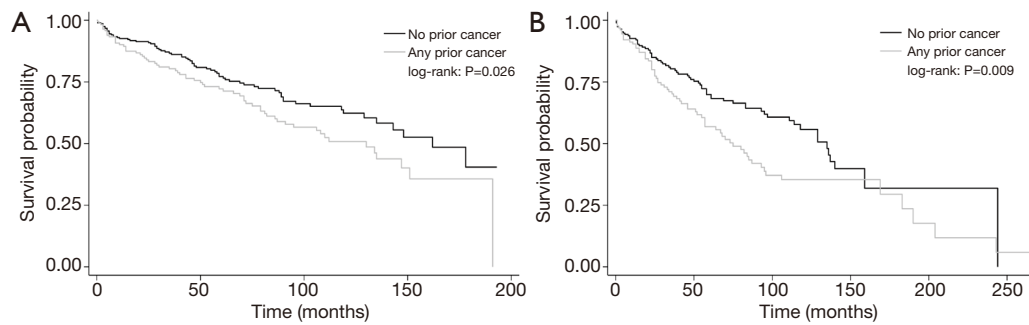 A
1.00
0.75
0.50
0.25
0.00
Survival probability
No prior cancer
Any prior cancer
log-rank: P=0.026
0 50 100 150 200
Time (months)
B
1.00
0.75
0.50
0.25
0.00
Survival probability
No prior cancer
Any prior cancer
log-rank: P=0.009
0 50 100 150 200 250
Time (months)